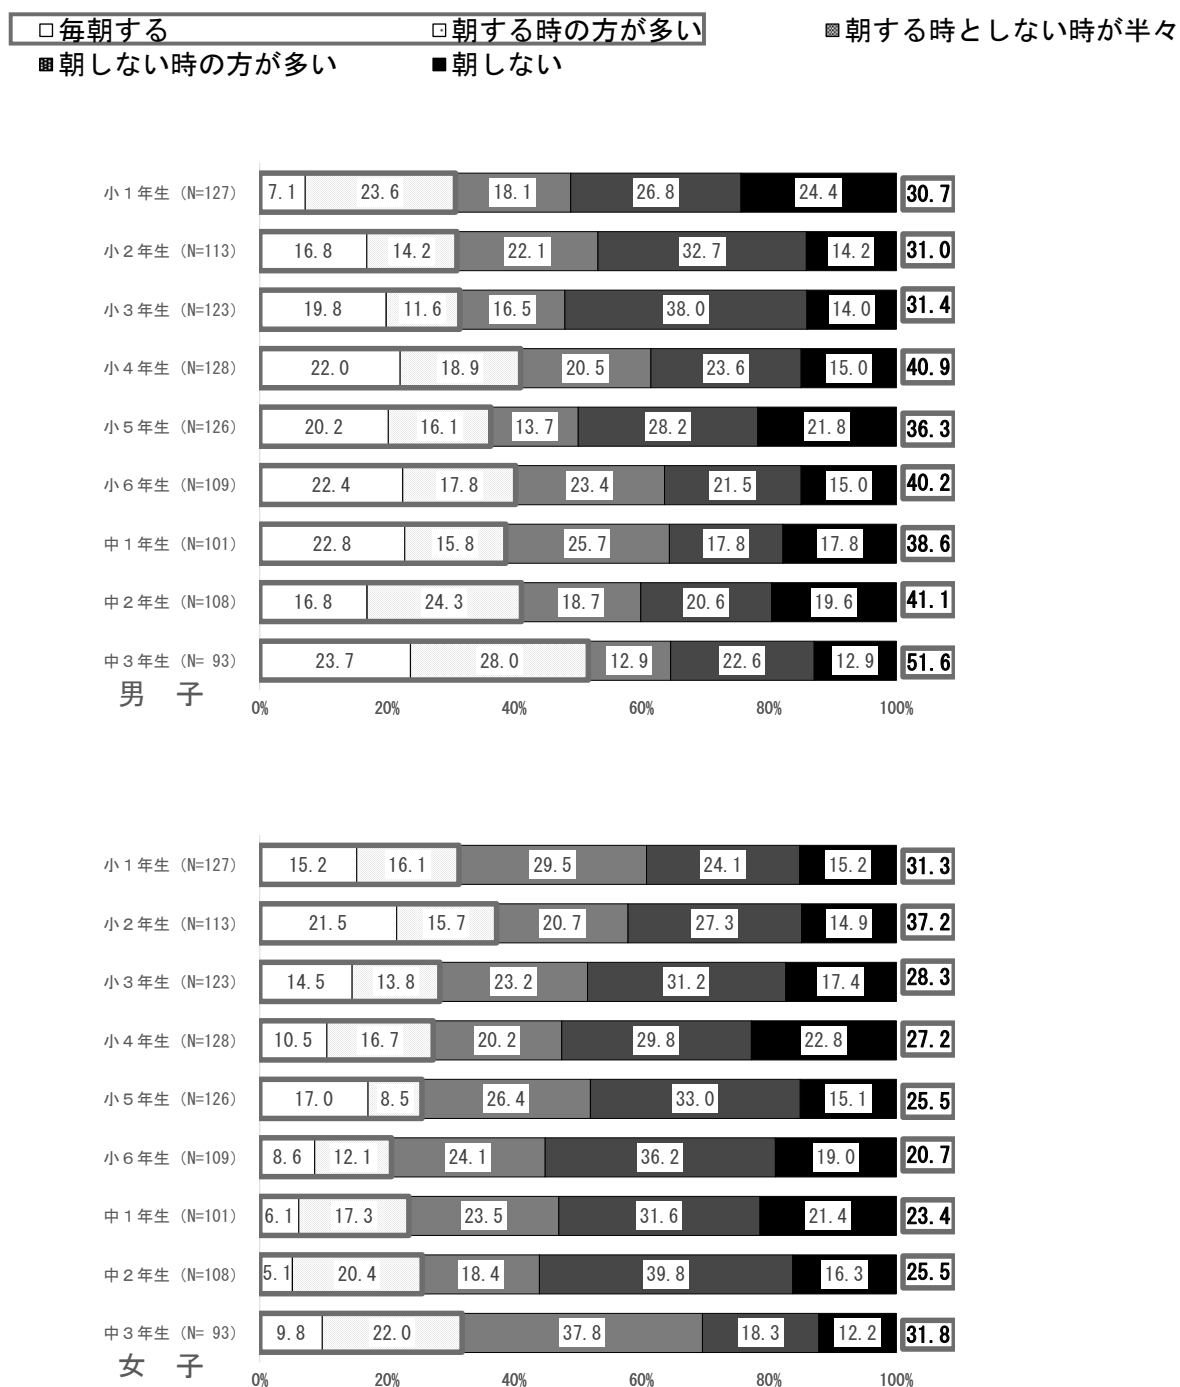 □毎朝する □朝する時の方が多い ■朝する時としない時が半々
■朝しない時の方が多い ■朝しない
小１年生 (N=127) 7.1 23.6 18.1 26.8 24.4 30.7
小２年生 (N=113) 16.8 14.2 22.1 32.7 14.2 31.0
小３年生 (N=123) 19.8 11.6 16.5 38.0 14.0 31.4
小４年生 (N=128) 22.0 18.9 20.5 23.6 15.0 40.9
小５年生 (N=126) 20.2 16.1 13.7 28.2 21.8 36.3
小６年生 (N=109) 22.4 17.8 23.4 21.5 15.0 40.2
中１年生 (N=101) 22.8 15.8 25.7 17.8 17.8 38.6
中２年生 (N=108) 16.8 24.3 18.7 20.6 19.6 41.1
中３年生 (N= 93) 23.7 28.0 12.9 22.6 12.9 51.6
男 子
0% 20% 40% 60% 80% 100%
小１年生 (N=127) 15.2 16.1 29.5 24.1 15.2 31.3
小２年生 (N=113) 21.5 15.7 20.7 27.3 14.9 37.2
小３年生 (N=123) 14.5 13.8 23.2 31.2 17.4 28.3
小４年生 (N=128) 10.5 16.7 20.2 29.8 22.8 27.2
小５年生 (N=126) 17.0 8.5 26.4 33.0 15.1 25.5
小６年生 (N=109) 8.6 12.1 24.1 36.2 19.0 20.7
中１年生 (N=101) 6.1 17.3 23.5 31.6 21.4 23.4
中２年生 (N=108) 5.1 20.4 18.4 39.8 16.3 25.5
中３年生 (N= 93) 9.8 22.0 37.8 18.3 12.2 31.8
女 子
0% 20% 40% 60% 80% 100%